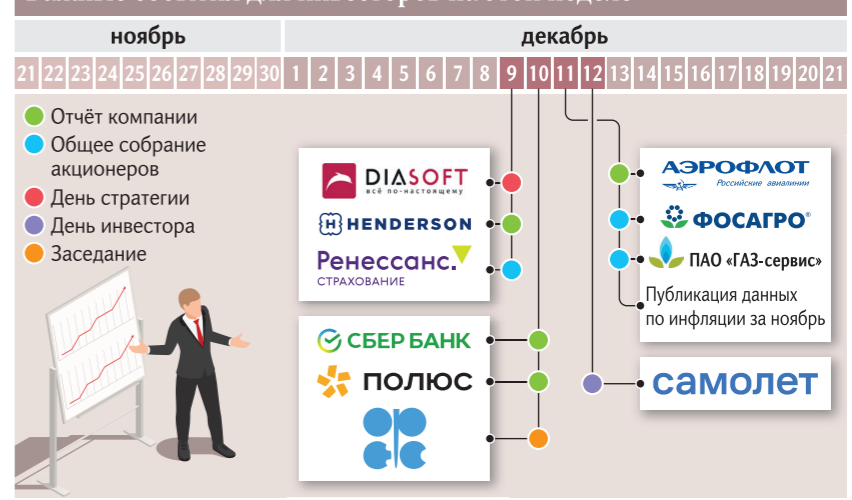 ноябрь
декабрь
21 22 23 24 25 26 27 28 29 30 1 2 3 4 5 6 7 8 9 10 11 12 13 14 15 16 17 18 19 20 21
Отчёт компании
Общее собрание
акционеров
День стратегии
День инвестора
Заседание
DIASOFT
всё по-настоящему
HENDERSON
Ренессанс.
СТРАХОВАНИЕ
СБЕР БАНК
ПОЛЮС
АЭРОФЛОТ
Российские авиалинии
ФОСАГРО®
ПАО «ГАЗ-сервис»
Публикация данных
по инфляции за ноябрь
самолет